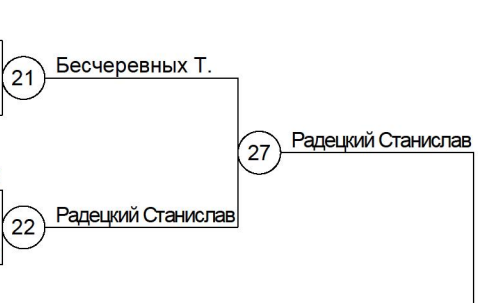 21 Бесчеревных Т.
27 Радецкий Станислав
22 Радецкий Станислав